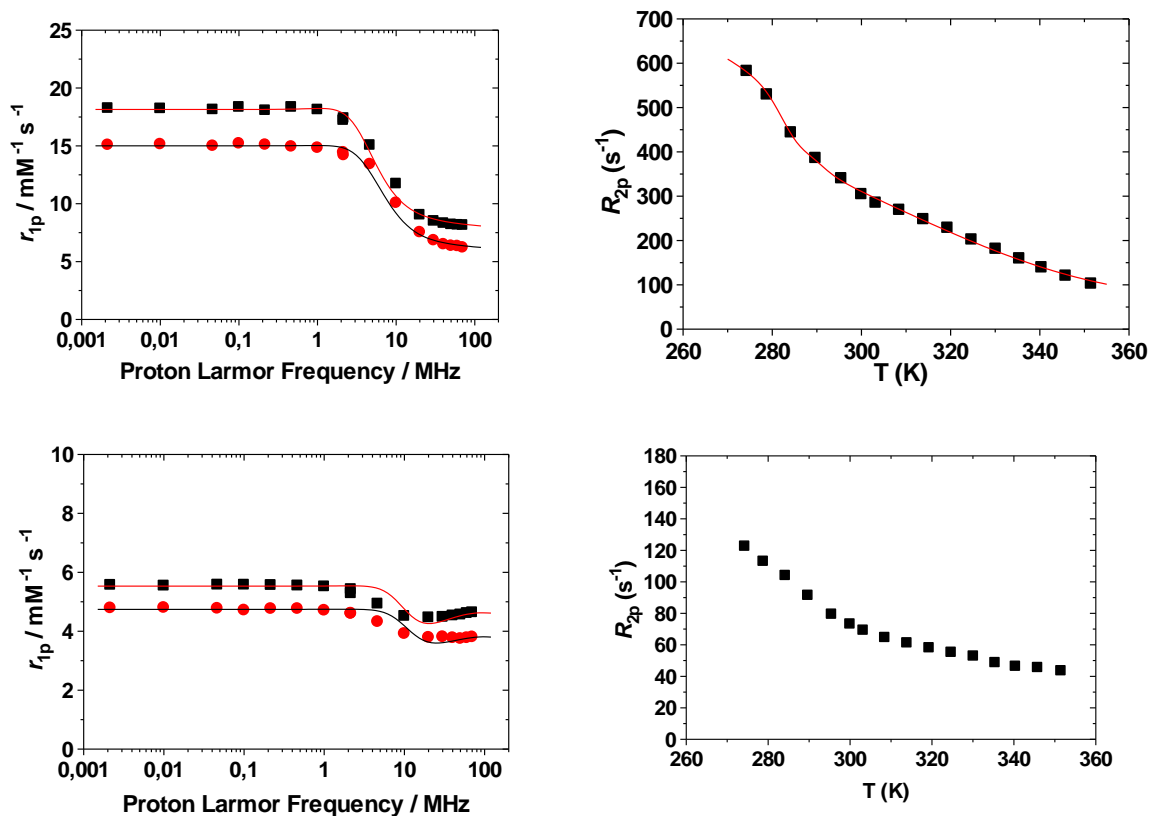 25
20
15
10
5
0
0,001 0,01 0,1 1 10 100
r1p / mM-1 s-1
Proton Larmor Frequency / MHz
700
600
500
400
300
200
100
0
260 280 300 320 340 360
R2p (s-1)
T (K)
10
8
6
4
2
0
0,001 0,01 0,1 1 10 100
r1p / mM-1 s-1
Proton Larmor Frequency / MHz
180
160
140
120
100
80
60
40
20
0
260 280 300 320 340 360
R2p (s-1)
T (K)